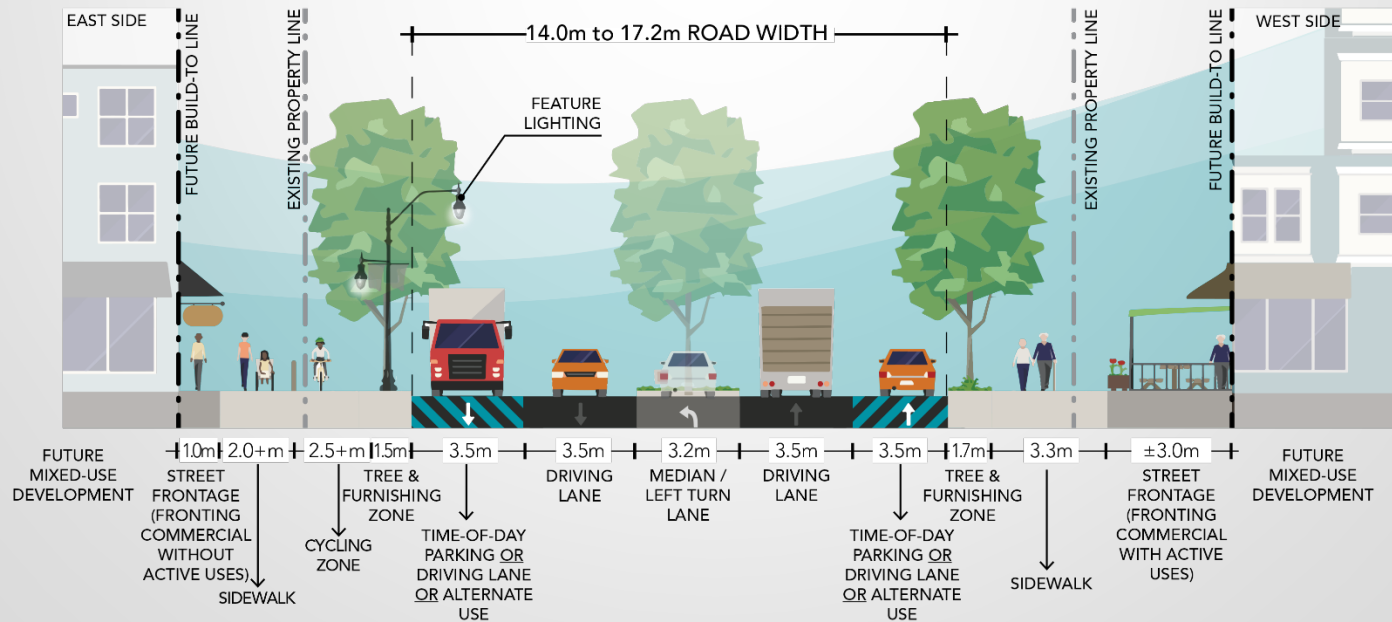 EAST SIDE
WEST SIDE
FUTURE BUILD-TO LINE
EXISTING PROPERTY LINE
14.0m to 17.2m ROAD WIDTH
EXISTING PROPERTY LINE
FUTURE BUILD-TO LINE
FEATURE
LIGHTING
1.0m
2.0+m
2.5+m
1.5m
3.5m
3.5m
3.2m
3.5m
3.5m
1.7m
3.3m
±3.0m
FUTURE
MIXED-USE
DEVELOPMENT
STREET
FRONTAGE
(FRONTING
COMMERCIAL
WITHOUT
ACTIVE USES)
SIDEWALK
CYCLING
ZONE
TREE &
FURNISHING
ZONE
TIME-OF-DAY
PARKING OR
DRIVING LANE
OR ALTERNATE
USE
DRIVING
LANE
MEDIAN /
LEFT TURN
LANE
DRIVING
LANE
TIME-OF-DAY
PARKING OR
DRIVING LANE
OR ALTERNATE
USE
TREE &
FURNISHING
ZONE
SIDEWALK
STREET
FRONTAGE
(FRONTING
COMMERCIAL
WITH ACTIVE
USES)
FUTURE
MIXED-USE
DEVELOPMENT